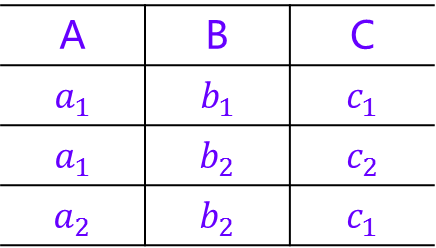 A B C
a₁ b₁ c₁
a₁ b₂ c₂
a₂ b₂ c₁